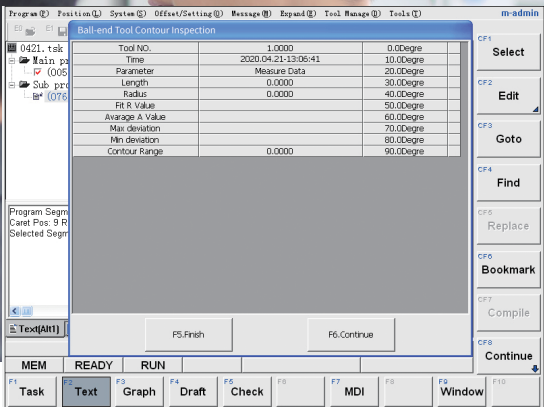 Program(P) Position(L) System(S) Offset/Setting(O) Message(M) Expand(E) Tool Manage(D) Tools(T) m-admin
E0 E1 Ball-end Tool Contour Inspection
0421.tsk
Main pr
(005
Sub pro
(076
Tool NO. 1.0000 0.0Degre
Time 2020.04.21-13:06:41 10.0Degre
Parameter Measure Data 20.0Degre
Length 0.0000 30.0Degre
Radius 0.0000 40.0Degre
Fit R Value 50.0Degre
Avarage A Value 60.0Degre
Max deviation 70.0Degre
Min deviation 80.0Degre
Contour Range 0.0000 90.0Degre
Program Segm
Caret Pos: 9 R
Selected Segm
F5.Finish F6.Continue
Text(Alt1)
CF1
Select
CF2
Edit
CF3
Goto
CF4
Find
CF5
Replace
CF6
Bookmark
CF7
Compile
CF8
Continue
MEM READY RUN
F1 Task F2 Text F3 Graph F4 Draft F5 Check F6 F7 MDI F8 F9 Window F10